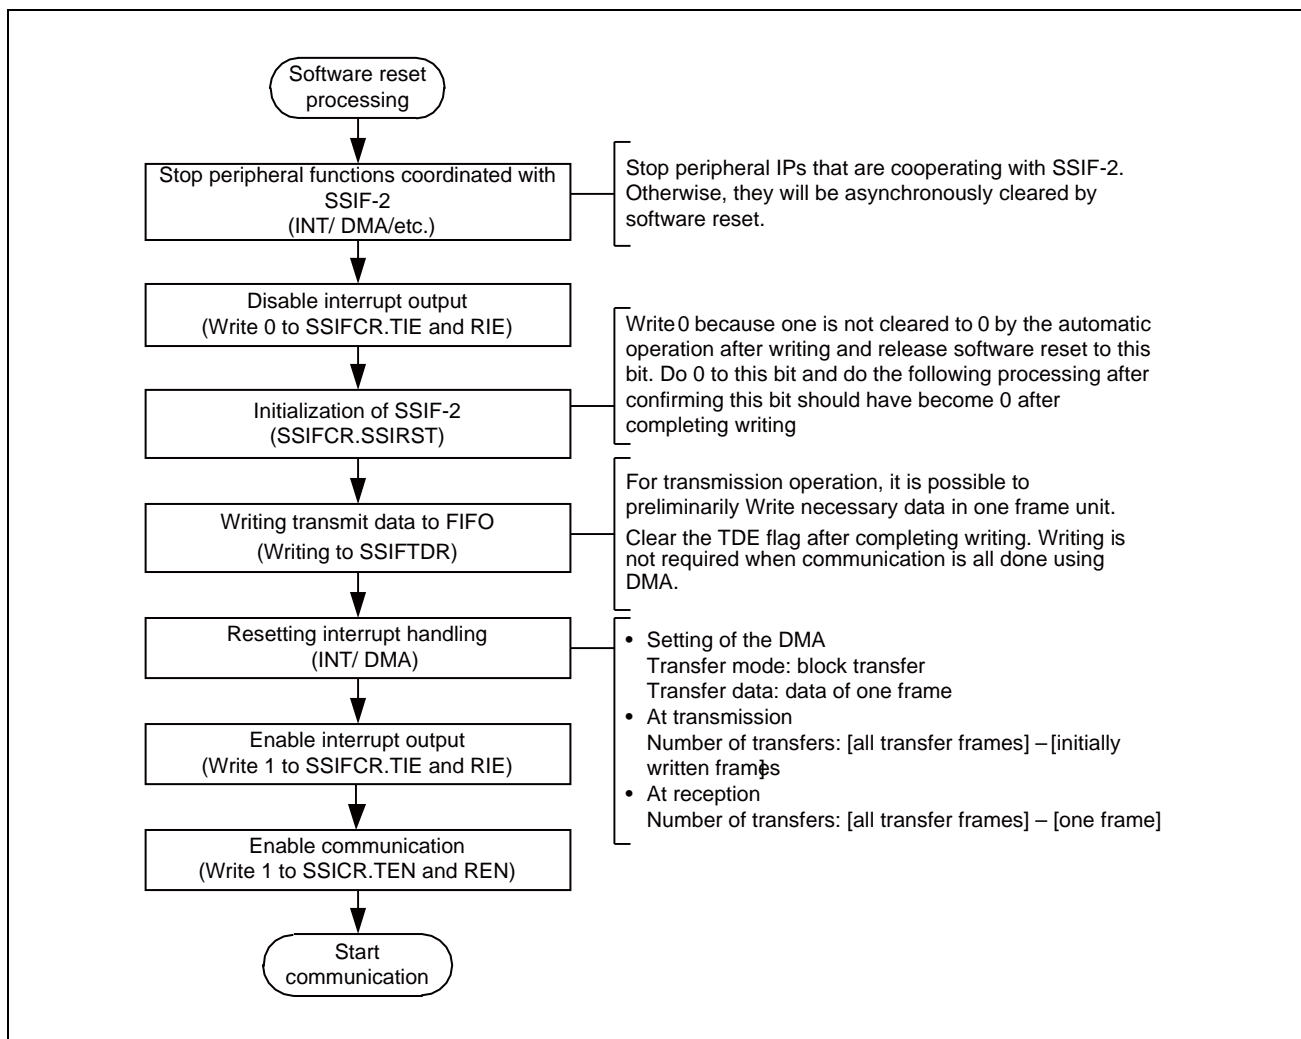 Software reset
processing
Stop peripheral functions coordinated with
SSIF-2
(INT/ DMA/etc.)
Stop peripheral IPs that are cooperating with SSIF-2.
Otherwise, they will be asynchronously cleared by
software reset.
Disable interrupt output
(Write 0 to SSIFCR.TIE and RIE)
Initialization of SSIF-2
(SSIFCR.SSIRST)
Write 0 because one is not cleared to 0 by the automatic
operation after writing and release software reset to this
bit. Do 0 to this bit and do the following processing after
confirming this bit should have become 0 after
completing writing
Writing transmit data to FIFO
(Writing to SSIFTDR)
For transmission operation, it is possible to
preliminarily Write necessary data in one frame unit.
Clear the TDE flag after completing writing. Writing is
not required when communication is all done using
DMA.
Resetting interrupt handling
(INT/ DMA)
• Setting of the DMA
Transfer mode: block transfer
Transfer data: data of one frame
• At transmission
Number of transfers: [all transfer frames] – [initially
written frames]
• At reception
Number of transfers: [all transfer frames] – [one frame]
Enable interrupt output
(Write 1 to SSIFCR.TIE and RIE)
Enable communication
(Write 1 to SSICR.TEN and REN)
Start
communication